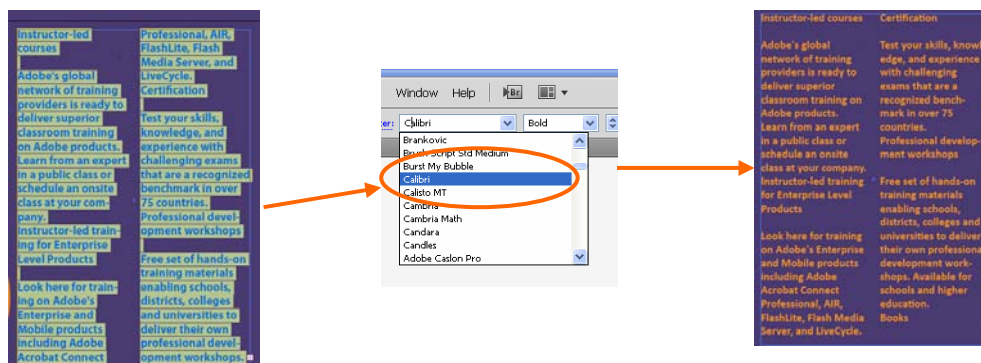 Instructor-led
courses
Adobe's global
network of training
providers is ready to
deliver superior
classroom training
on Adobe products.
Learn from an expert
in a public class or
schedule an onsite
class at your com-
pany.
Instructor-led train-
ing for Enterprise
Level Products
Look here for train-
ing on Adobe's
Enterprise and
Mobile products
including Adobe
Acrobat Connect
Professional, AIR,
FlashLite, Flash
Media Server, and
LiveCycle.
Certification
Test your skills,
knowledge, and
experience with
challenging exams
that are a recognized
benchmark in over
75 countries.
Professional devel-
opment workshops
Free set of hands-on
training materials
enabling schools,
districts, colleges
and universities to
deliver their own
professional devel-
opment workshops.
Window Help Br
er: Calibri Bold
Brankovic
Brush Script Std Medium
Burst My Bubble
Calibri
Calisto MT
Cambria
Cambria Math
Candara
Candles
Adobe Caslon Pro
Instructor-led courses
Adobe's global
network of training
providers is ready to
deliver superior
classroom training on
Adobe products.
Learn from an expert
in a public class or
schedule an onsite
class at your company.
Instructor-led training
for Enterprise Level
Products
Look here for training
on Adobe's Enterprise
and Mobile products
including Adobe
Acrobat Connect
Professional, AIR,
FlashLite, Flash Media
Server, and LiveCycle.
Certification
Test your skills, knowl
edge, and experience
with challenging
exams that are a
recognized bench-
mark in over 75
countries.
Professional develop-
ment workshops
Free set of hands-on
training materials
enabling schools,
districts, colleges and
universities to deliver
their own professiona
development work-
shops. Available for
schools and higher
education.
Books